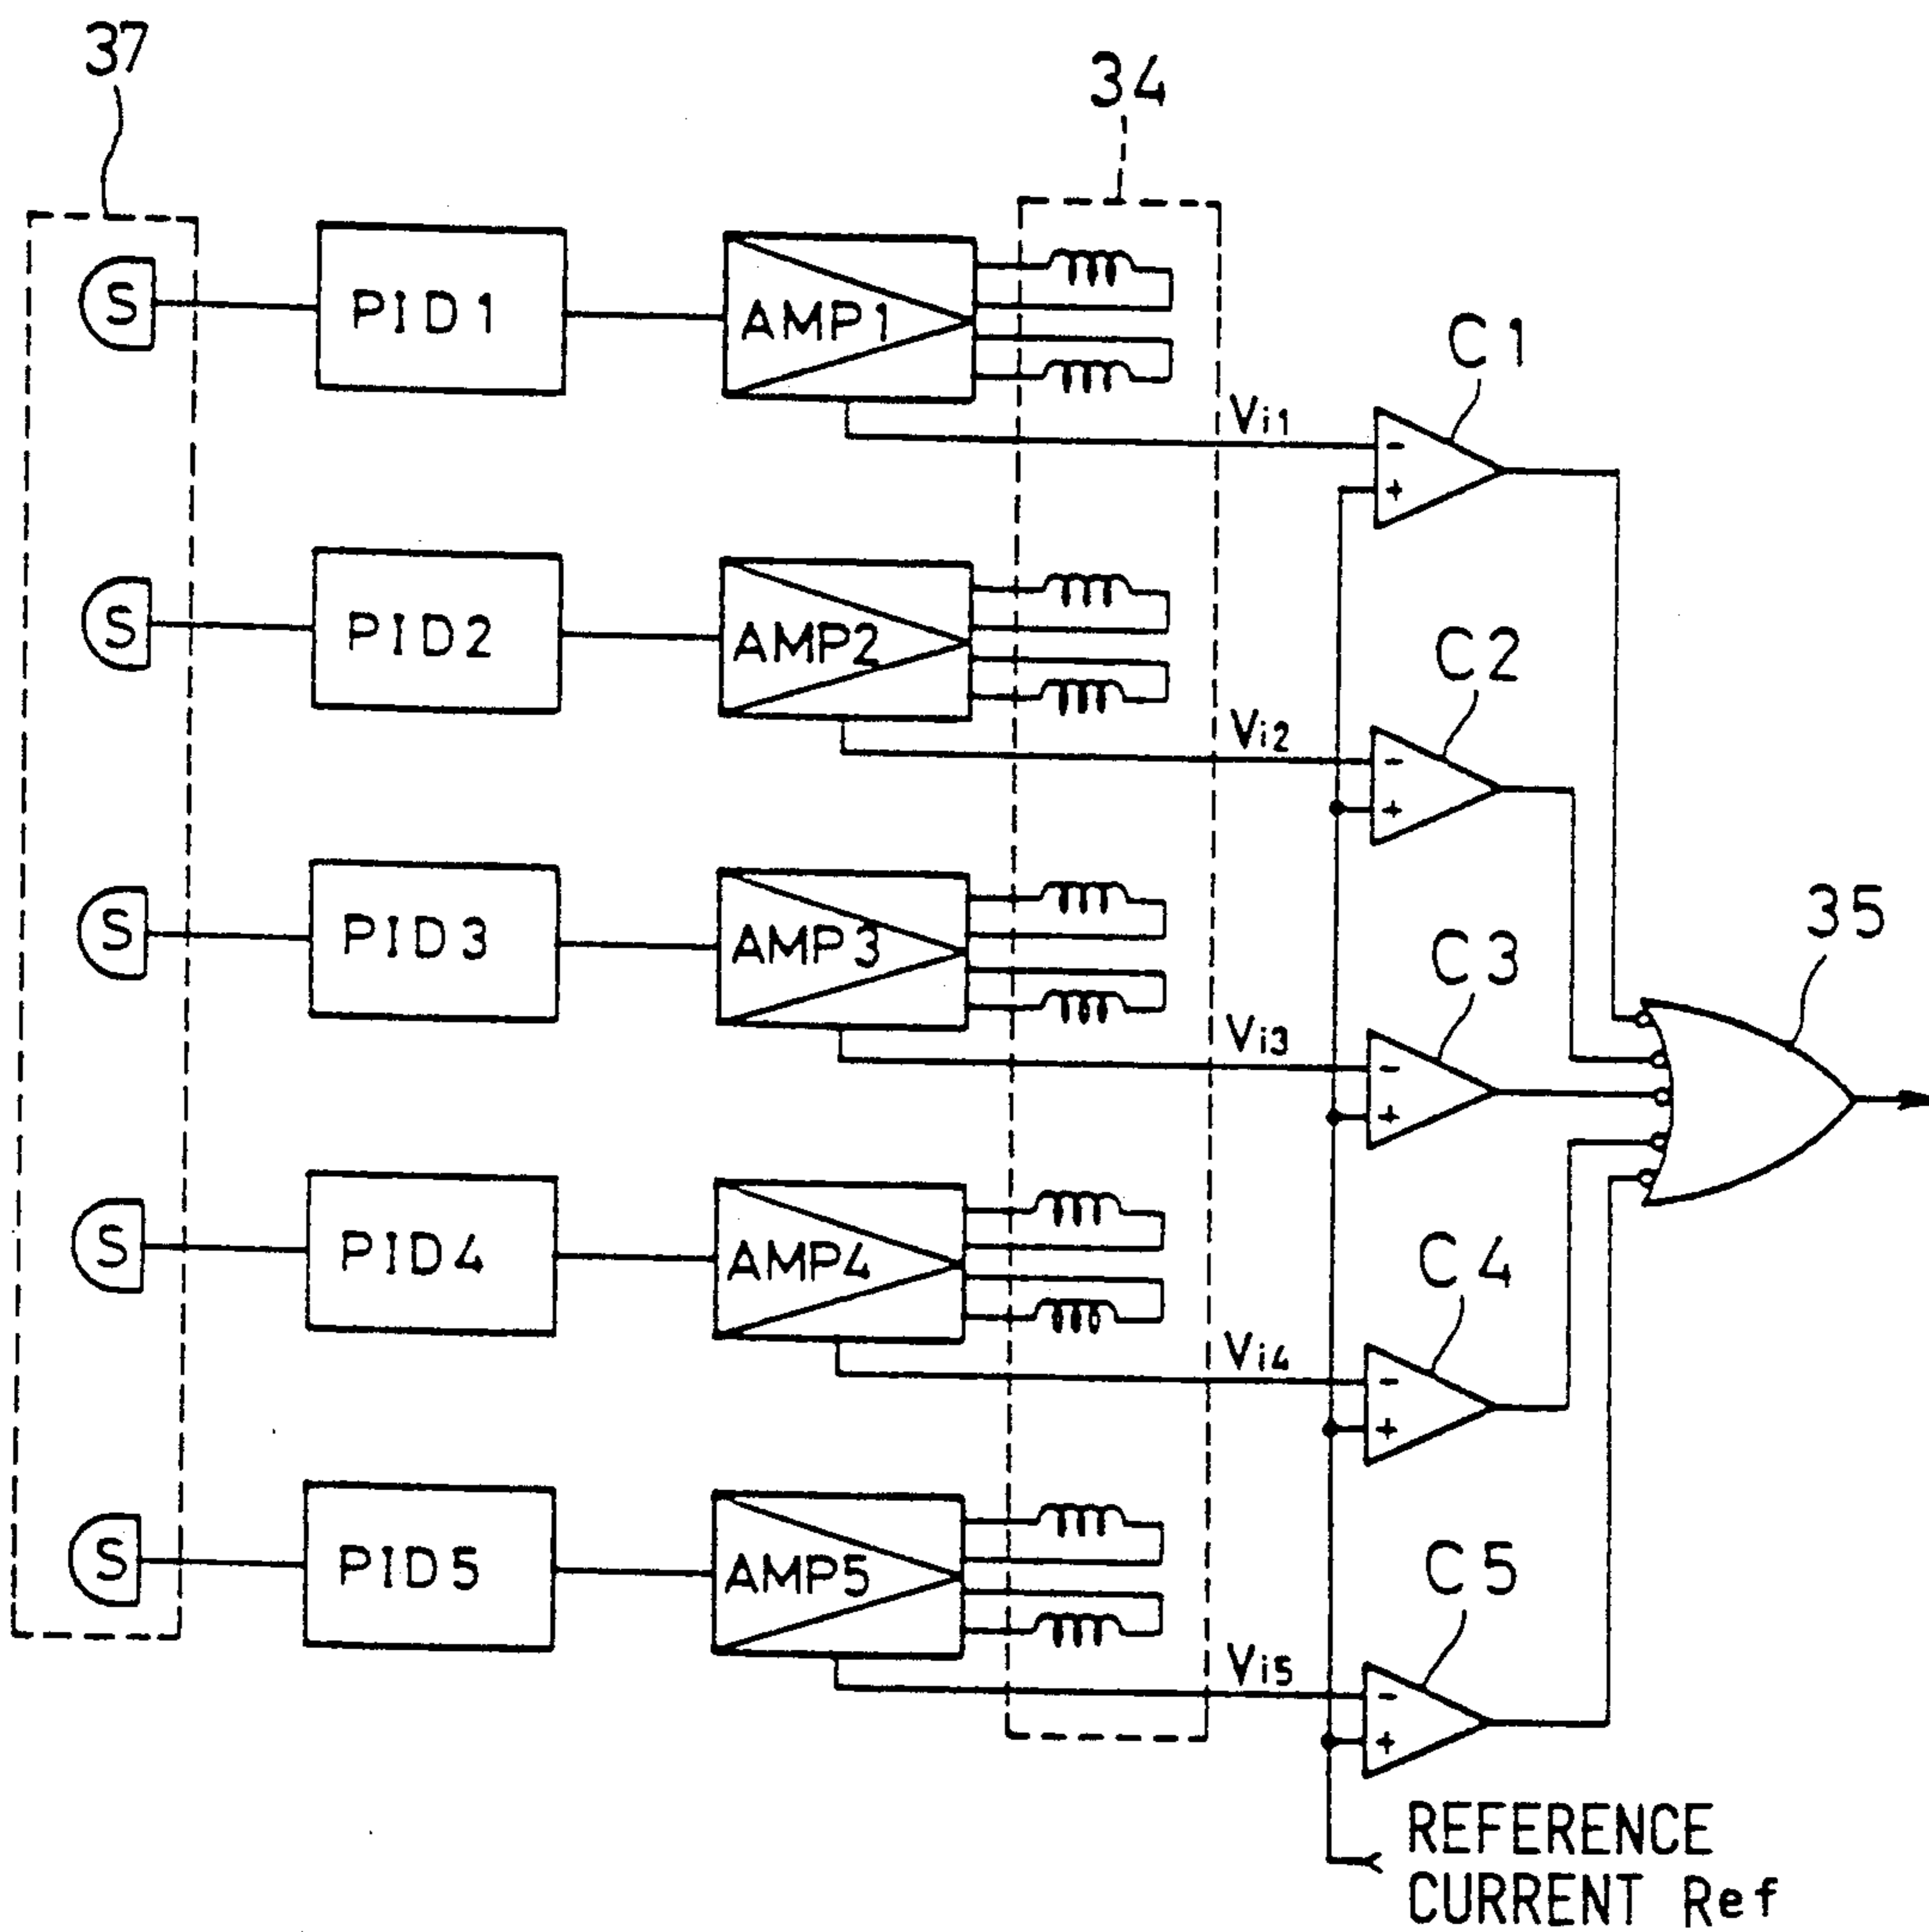 37
34
S
PID1
AMP1
C1
Vi1
-
+
S
PID2
AMP2
C2
Vi2
-
+
S
PID3
AMP3
C3
35
Vi3
-
+
S
PID4
AMP4
C4
Vi4
-
+
S
PID5
AMP5
C5
Vi5
-
+
REFERENCE
CURRENT Ref